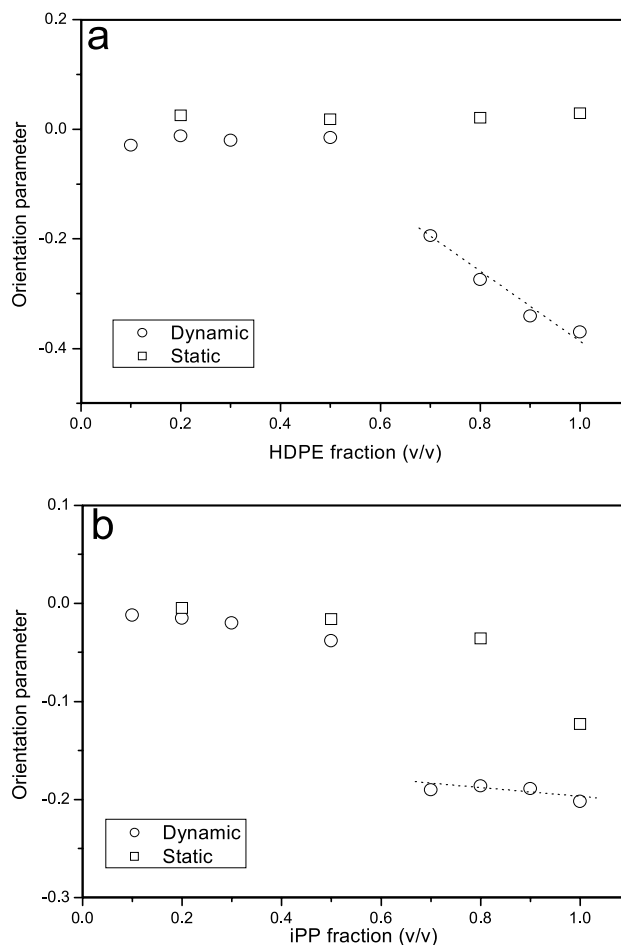 a
0.2
0.0
-0.2
-0.4
Orientation parameter
Dynamic
Static
0.0 0.2 0.4 0.6 0.8 1.0
HDPE fraction (v/v)
b
0.1
0.0
-0.1
-0.2
-0.3
Orientation parameter
Dynamic
Static
0.0 0.2 0.4 0.6 0.8 1.0
iPP fraction (v/v)